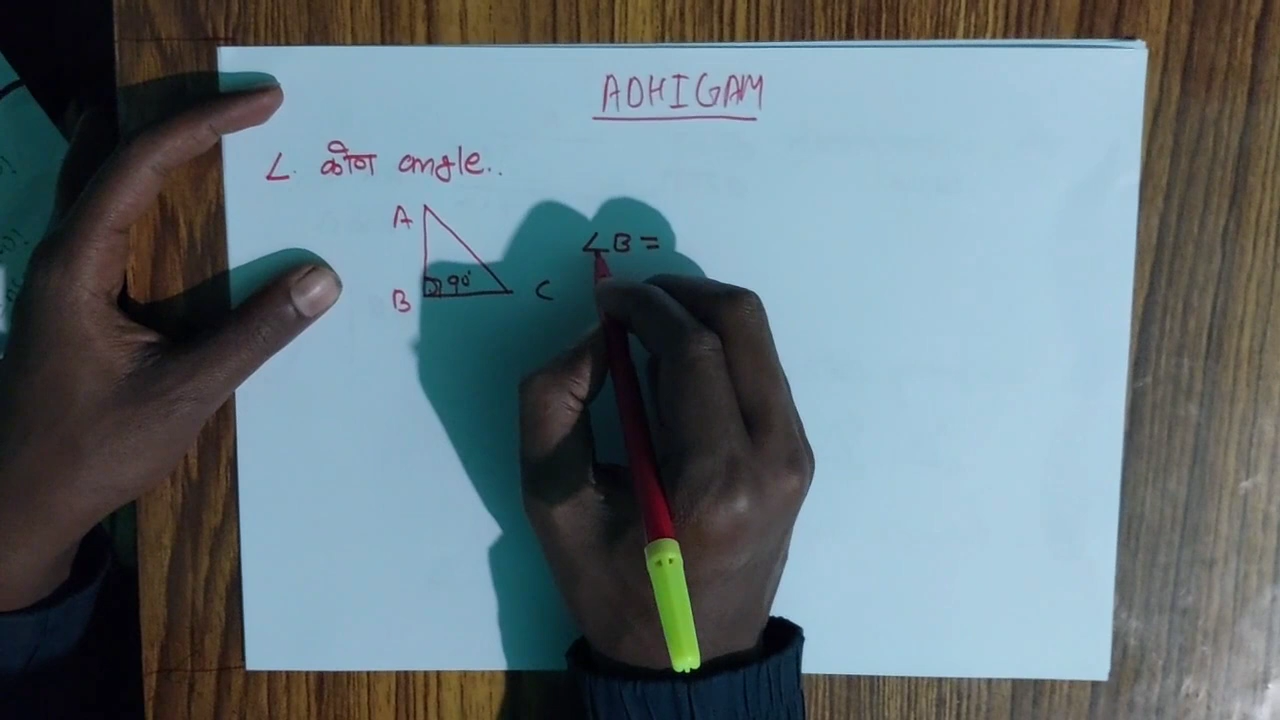 ADHIGAM
∠. कोण angle..
A
∠B =
90°
B
C